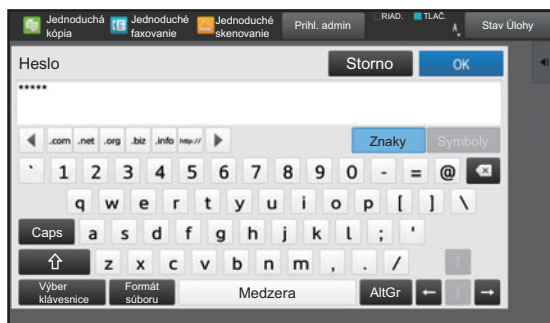 Jednoduchá kópia
Jednoduché faxovanie
Jednoduché skenovanie
Prihl. admin
RIAD.
TLAČ.
Stav Úlohy
Heslo
Storno
OK
*****
.com .net .org .biz .info http://
Znaky
Symboly
` 1 2 3 4 5 6 7 8 9 0 - = @
q w e r t y u i o p [ ] \
Caps a s d f g h j k l ; '
z x c v b n m , . /
Výber klávesnice
Formát súboru
Medzera
AltGr